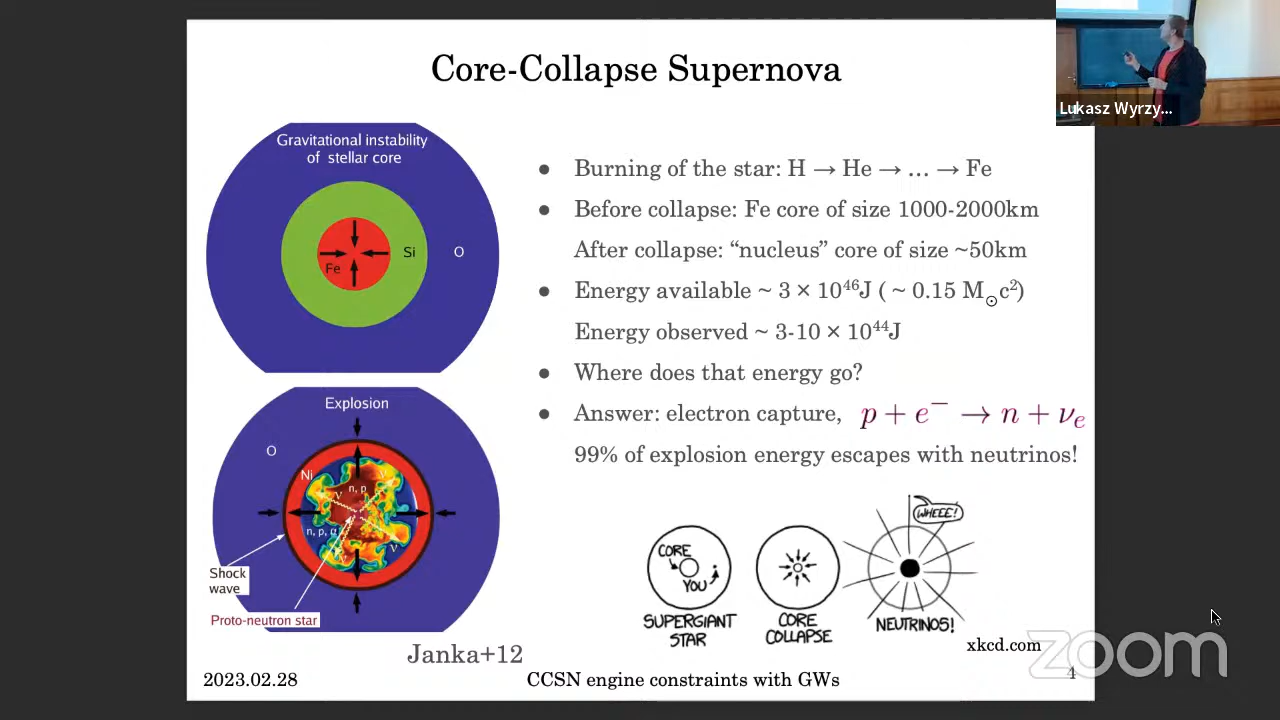 Core-Collapse Supernova
Lukasz Wyrzy...
Gravitational instability
of stellar core
Fe
Si
O
● Burning of the star: H → He → … → Fe
● Before collapse: Fe core of size 1000-2000km
After collapse: “nucleus” core of size ~50km
● Energy available ~ 3 × 10⁴⁶J ( ~ 0.15 M☉c²)
Energy observed ~ 3-10 × 10⁴⁴J
● Where does that energy go?
● Answer: electron capture, p + e⁻ → n + νₑ
99% of explosion energy escapes with neutrinos!
Explosion
O
Ni
ν
n, p
ν
n, p, α
ν
Shock
wave
Proto-neutron star
Janka+12
CORE
YOU
SUPERGIANT
STAR
CORE
COLLAPSE
WHEEE!
NEUTRINOS!
xkcd.com
zoom
2023.02.28
CCSN engine constraints with GWs
4